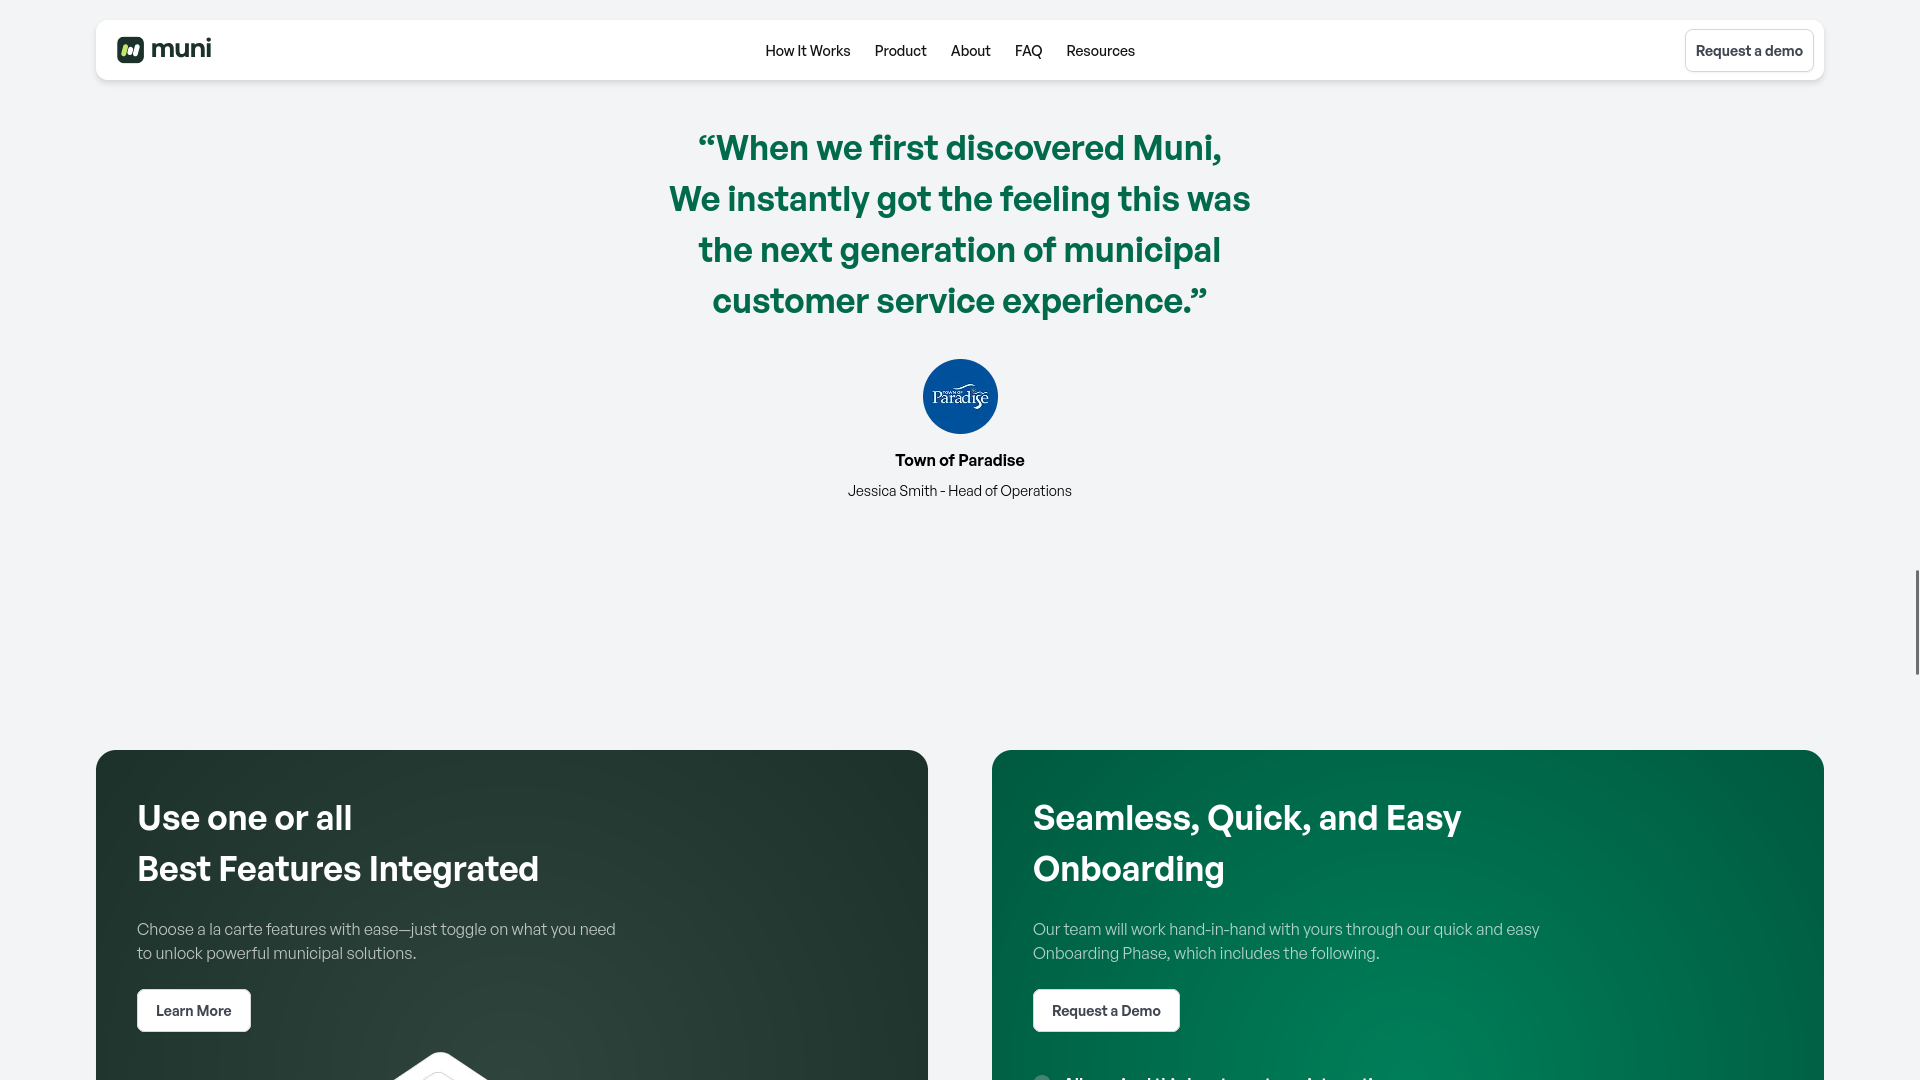 muni
How It Works
Product
About
FAQ
Resources
Request a demo
“When we first discovered Muni,
We instantly got the feeling this was
the next generation of municipal
customer service experience.”
TOWN OF
Paradise
Town of Paradise
Jessica Smith - Head of Operations
Use one or all
Best Features Integrated
Choose a la carte features with ease—just toggle on what you need
to unlock powerful municipal solutions.
Learn More
Seamless, Quick, and Easy
Onboarding
Our team will work hand-in-hand with yours through our quick and easy
Onboarding Phase, which includes the following.
Request a Demo